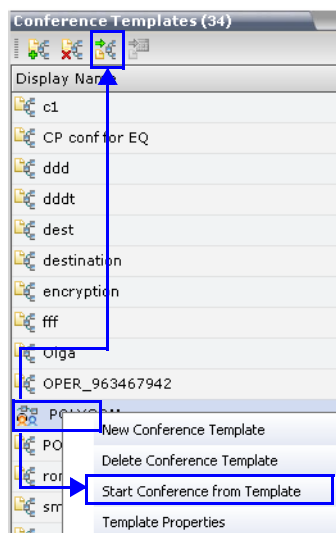 Conference Templates (34)
Display Name
c1
CP conf for EQ
ddd
dddt
dest
destination
encryption
fff
Olga
OPER_963467942
POLYCOM
New Conference Template
PO
Delete Conference Template
Start Conference from Template
Template Properties